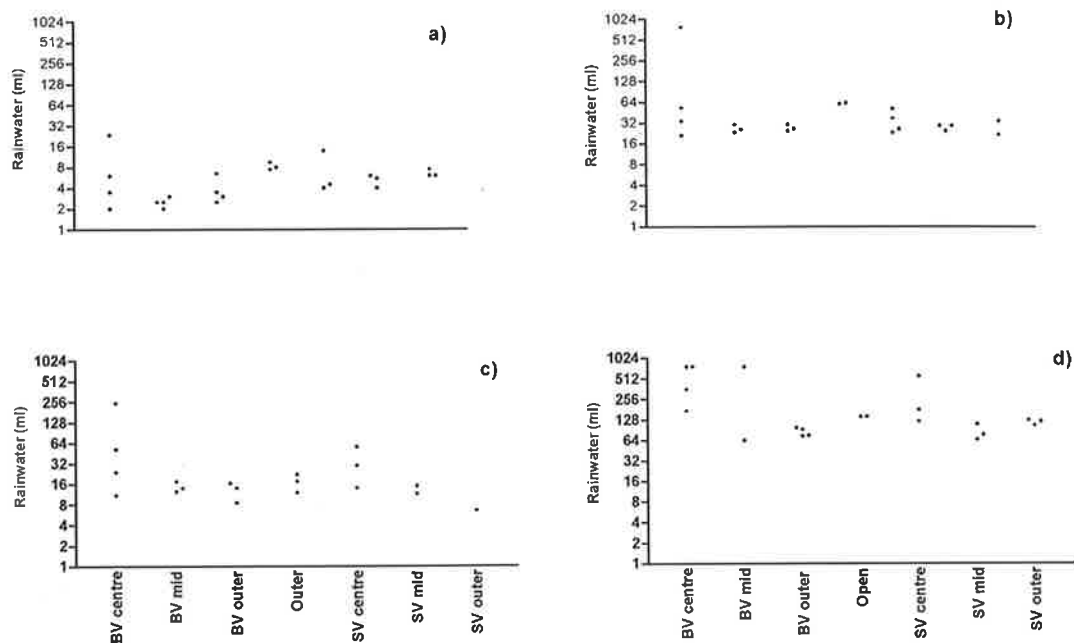 a)
Rainwater (ml)
1024
512
256
128
64
32
16
8
4
2
1
b)
Rainwater (ml)
1024
512
256
128
64
32
16
8
4
2
1
c)
Rainwater (ml)
1024
512
256
128
64
32
16
8
4
2
1
BV centre
BV mid
BV outer
Outer
SV centre
SV mid
SV outer
d)
Rainwater (ml)
1024
512
256
128
64
32
16
8
4
2
1
BV centre
BV mid
BV outer
Open
SV centre
SV mid
SV outer